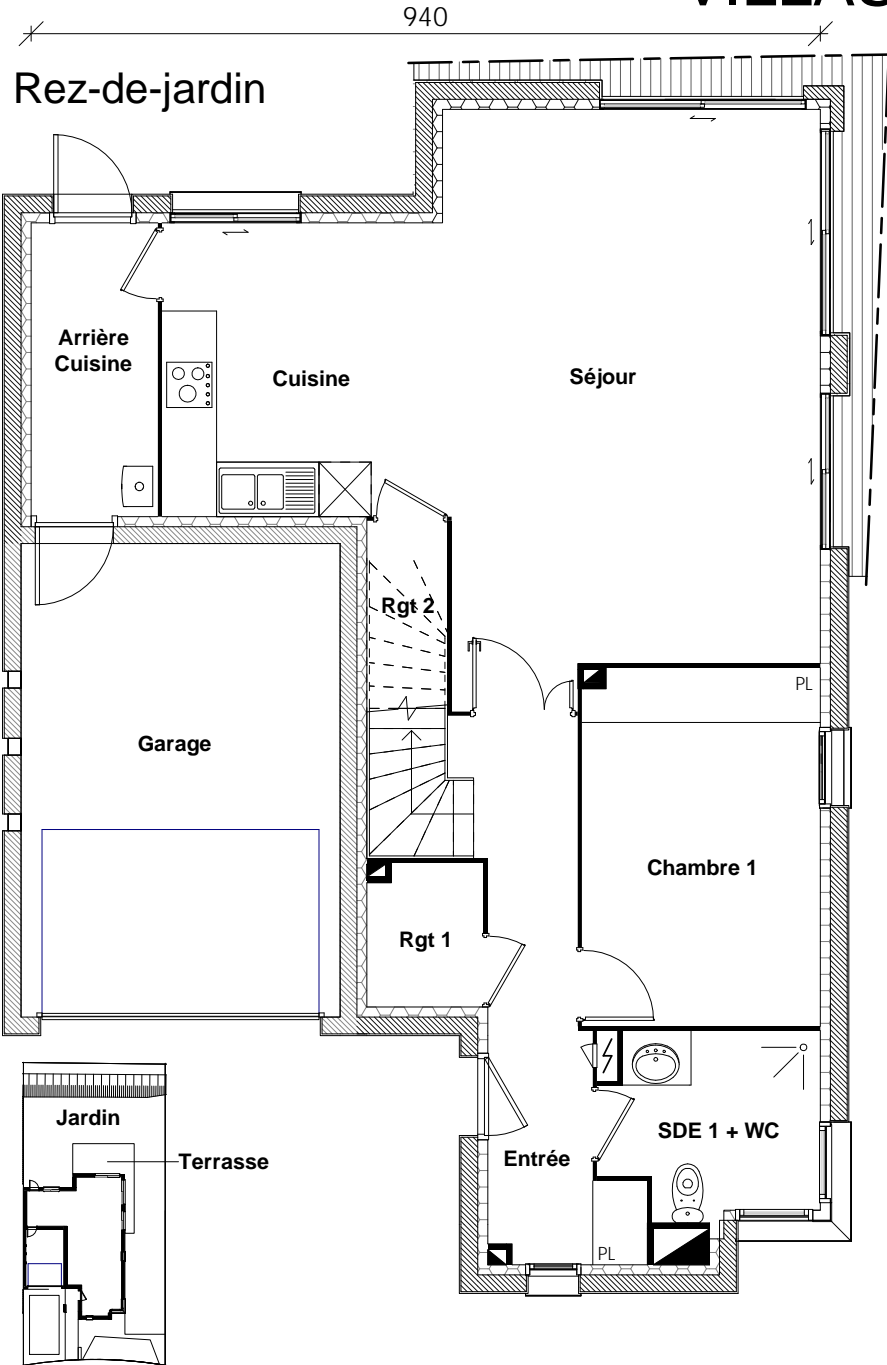 940
Rez-de-jardin
Arrière
Cuisine
Cuisine
Séjour
Rgt 2
PL
Garage
Chambre 1
Rgt 1
Jardin
SDE 1 + WC
Terrasse
Entrée
PL